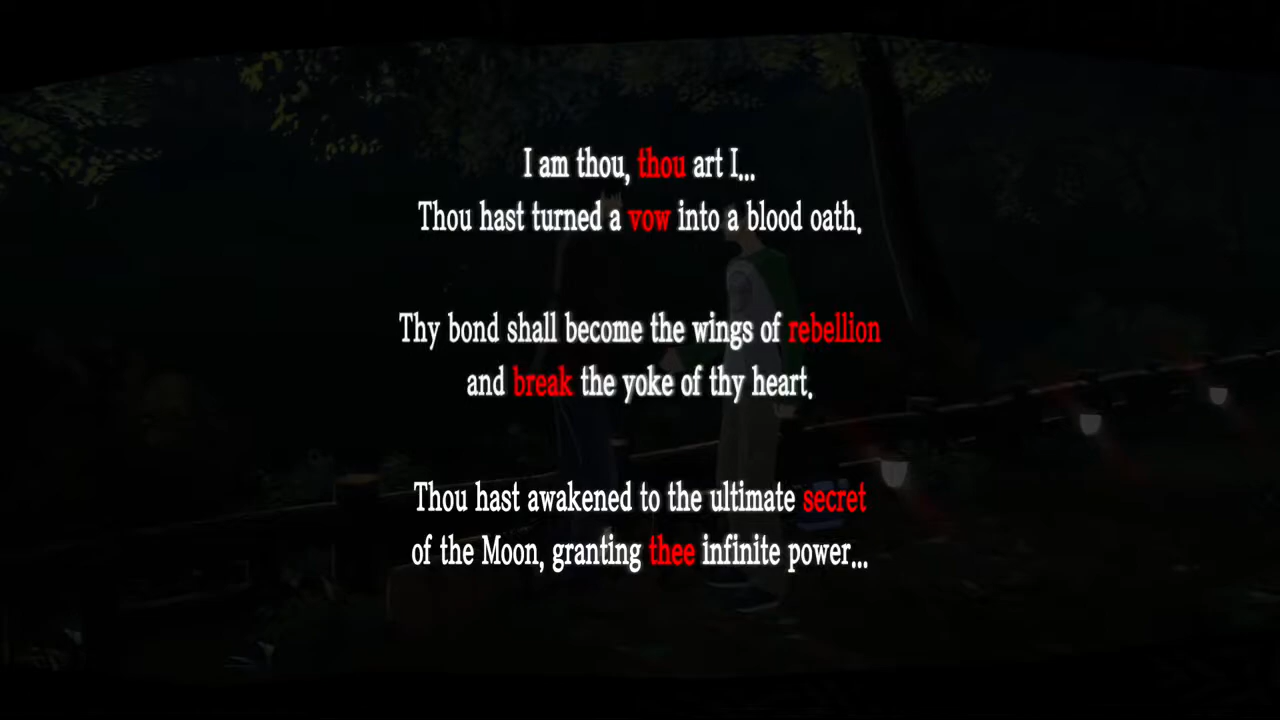 I am thou, thou art I...
Thou hast turned a vow into a blood oath.
Thy bond shall become the wings of rebellion
and break the yoke of thy heart.
Thou hast awakened to the ultimate secret
of the Moon, granting thee infinite power...